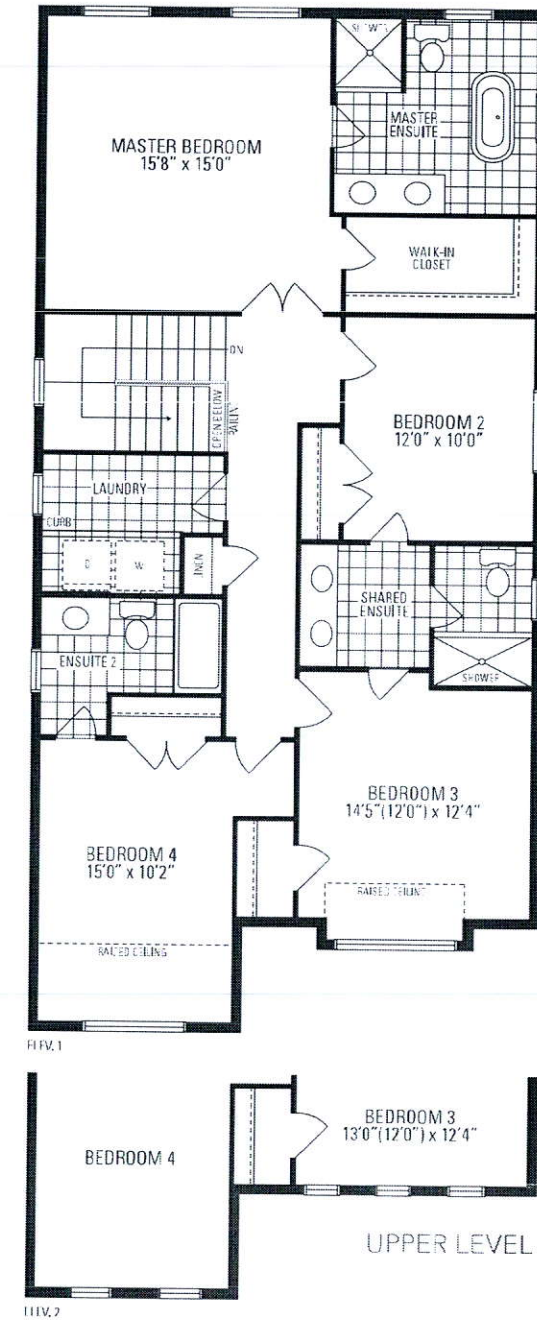 SHOWER
MASTER BEDROOM
15'8" x 15'0"
MASTER
ENSUITE
WALK-IN
CLOSET
DN
OPEN BELOW
RAILING
BEDROOM 2
12'0" x 10'0"
LAUNDRY
CURB
D
W
LINEN
SHARED
ENSUITE
ENSUITE 2
SHOWER
BEDROOM 3
14'5"(12'0") x 12'4"
BEDROOM 4
15'0" x 10'2"
RAISED CEILING
RAISED CEILING
ELEV. 1
BEDROOM 3
13'0"(12'0") x 12'4"
BEDROOM 4
UPPER LEVEL
ELEV. 2